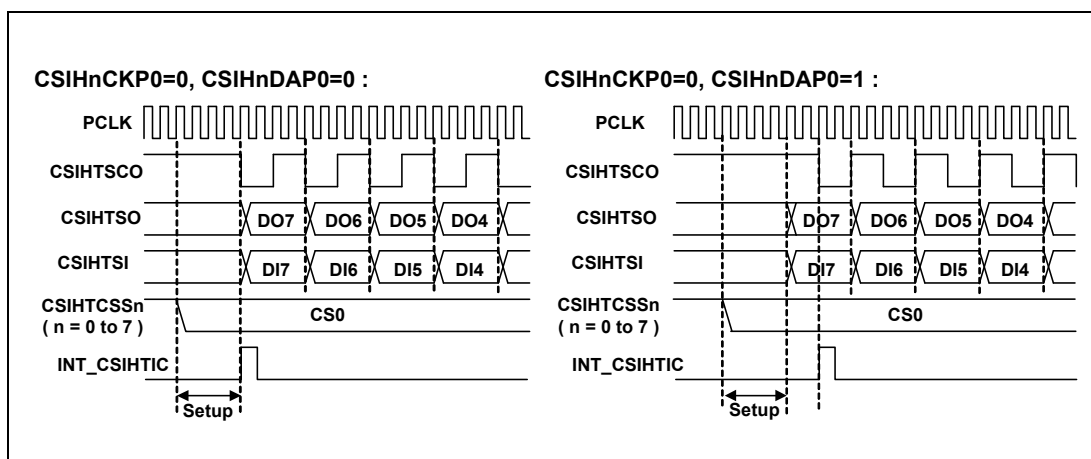 CSIHnCKP0=0, CSIHnDAP0=0 :
PCLK
CSIHTSCO
CSIHTSO
DO7 DO6 DO5 DO4
CSIHTSI
DI7 DI6 DI5 DI4
CSIHTCSSn
( n = 0 to 7 )
CS0
INT_CSIHTIC
Setup
CSIHnCKP0=0, CSIHnDAP0=1 :
PCLK
CSIHTSCO
CSIHTSO
DO7 DO6 DO5 DO4
CSIHTSI
DI7 DI6 DI5 DI4
CSIHTCSSn
( n = 0 to 7 )
CS0
INT_CSIHTIC
Setup